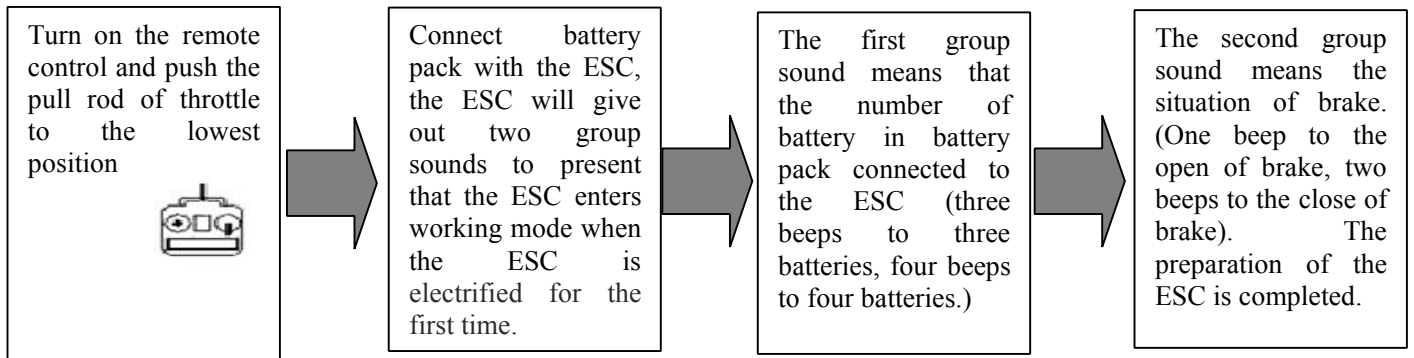 Turn on the remote
control and push the
pull rod of throttle
to the lowest
position
Connect battery
pack with the ESC,
the ESC will give
out two group
sounds to present
that the ESC enters
working mode when
the ESC is
electrified for the
first time.
The first group
sound means that
the number of
battery in battery
pack connected to
the ESC (three
beeps to three
batteries, four beeps
to four batteries.)
The second group
sound means the
situation of brake.
(One beep to the
open of brake, two
beeps to the close of
brake). The
preparation of the
ESC is completed.